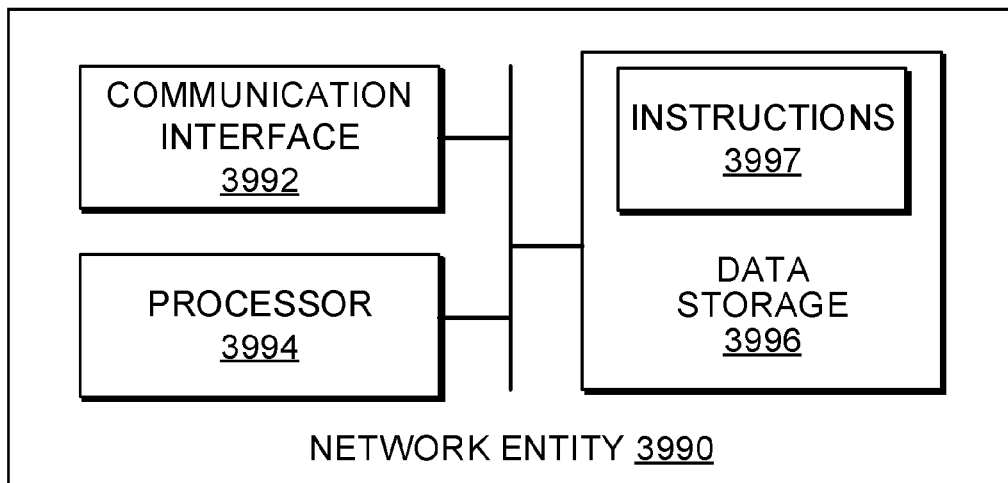 COMMUNICATION
INTERFACE
3992
PROCESSOR
3994
INSTRUCTIONS
3997
DATA
STORAGE
3996
NETWORK ENTITY 3990